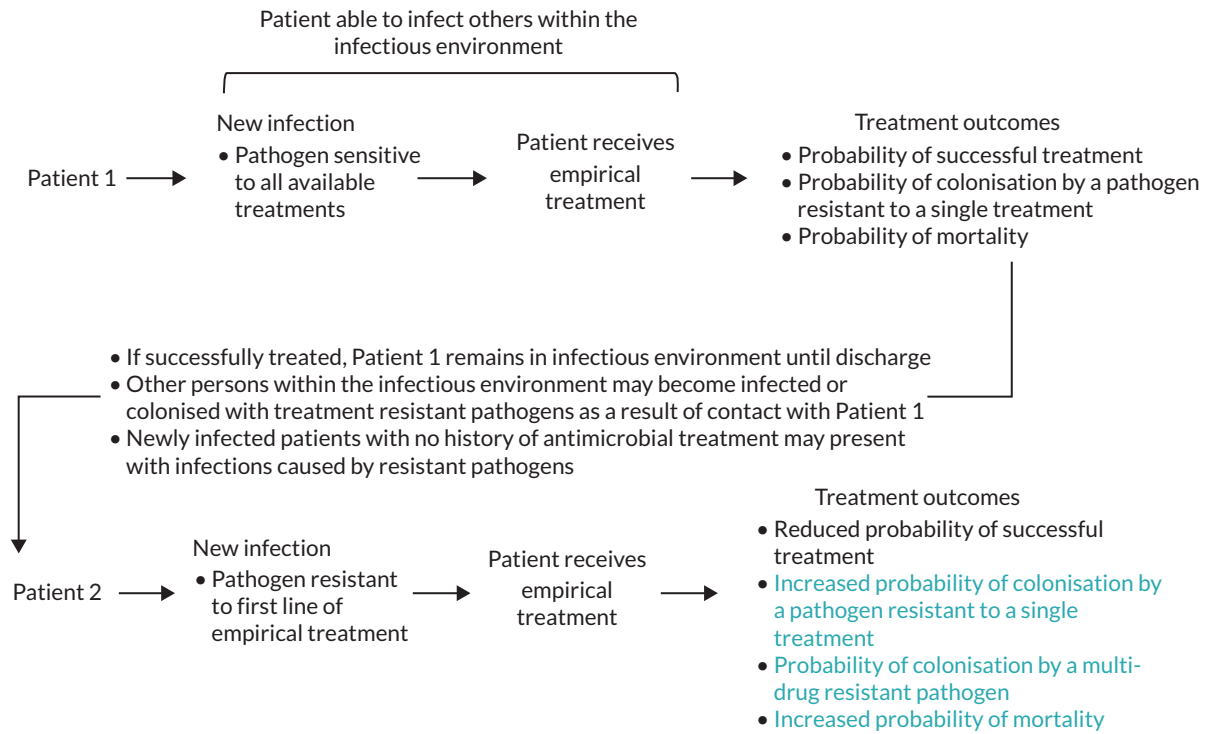 Patient able to infect others within the
infectious environment
Patient 1
New infection
• Pathogen sensitive
to all available
treatments
Patient receives
empirical
treatment
Treatment outcomes
• Probability of successful treatment
• Probability of colonisation by a pathogen
resistant to a single treatment
• Probability of mortality
• If successfully treated, Patient 1 remains in infectious environment until discharge
• Other persons within the infectious environment may become infected or
colonised with treatment resistant pathogens as a result of contact with Patient 1
• Newly infected patients with no history of antimicrobial treatment may present
with infections caused by resistant pathogens
Patient 2
New infection
• Pathogen resistant
to first line of
empirical treatment
Patient receives
empirical
treatment
Treatment outcomes
• Reduced probability of successful
treatment
• Increased probability of colonisation by
a pathogen resistant to a single
treatment
• Probability of colonisation by a multi-
drug resistant pathogen
• Increased probability of mortality